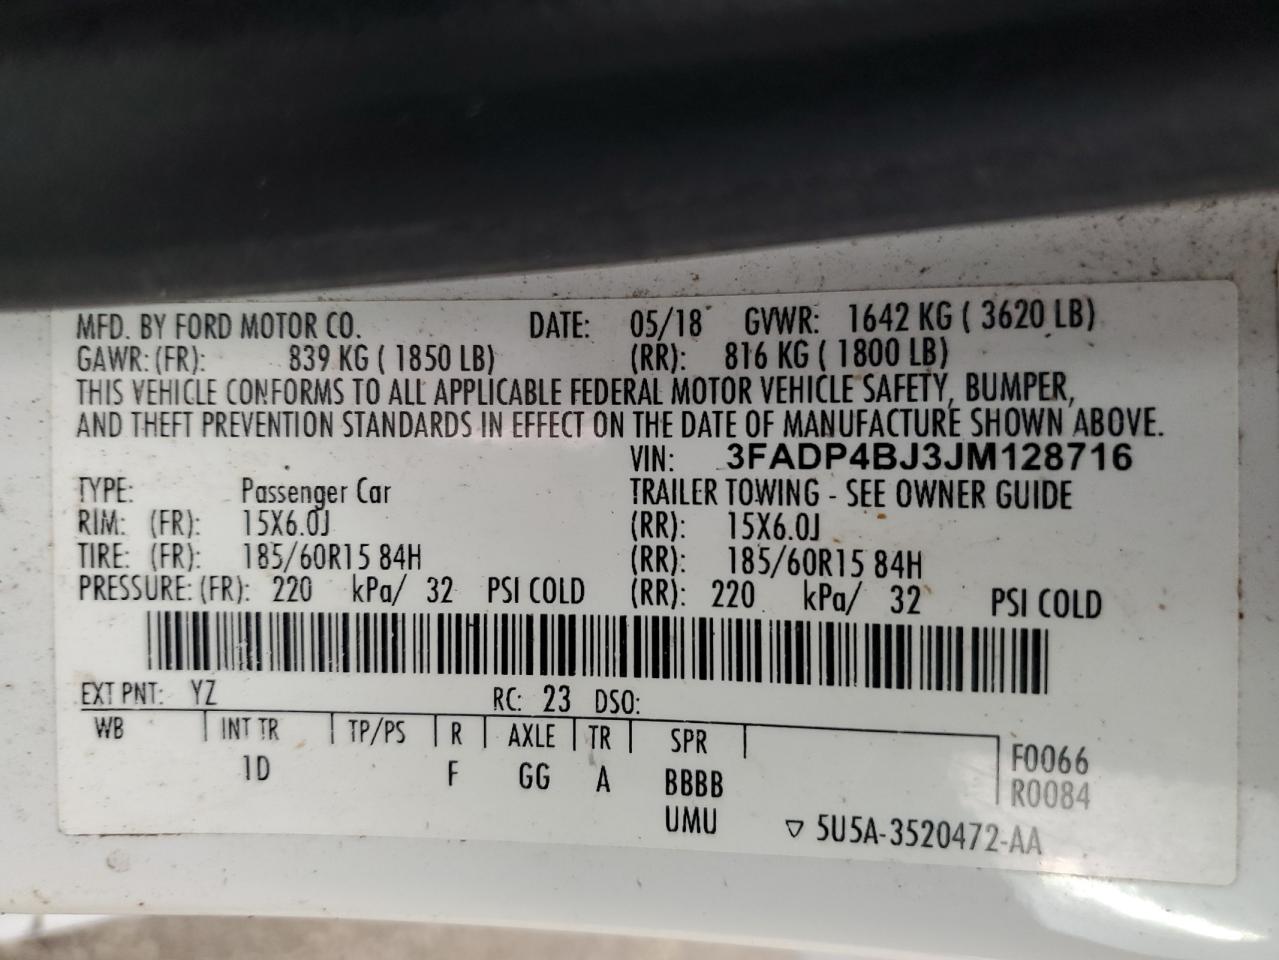 MFD. BY FORD MOTOR CO. DATE: 05/18 GVWR: 1642 KG ( 3620 LB)
GAWR: (FR): 839 KG ( 1850 LB) (RR): 816 KG ( 1800 LB)
THIS VEHICLE CONFORMS TO ALL APPLICABLE FEDERAL MOTOR VEHICLE SAFETY, BUMPER,
AND THEFT PREVENTION STANDARDS IN EFFECT ON THE DATE OF MANUFACTURE SHOWN ABOVE.
VIN: 3FADP4BJ3JM128716
TYPE: Passenger Car TRAILER TOWING - SEE OWNER GUIDE
RIM: (FR): 15X6.0J (RR): 15X6.0J
TIRE: (FR): 185/60R15 84H (RR): 185/60R15 84H
PRESSURE: (FR): 220 kPa/ 32 PSI COLD (RR): 220 kPa/ 32 PSI COLD
EXT PNT: YZ RC: 23 DSO:
WB INT TR TP/PS R AXLE TR SPR F0066
1D F GG A BBBB R0084
UMU ▽ 5U5A-3520472-AA